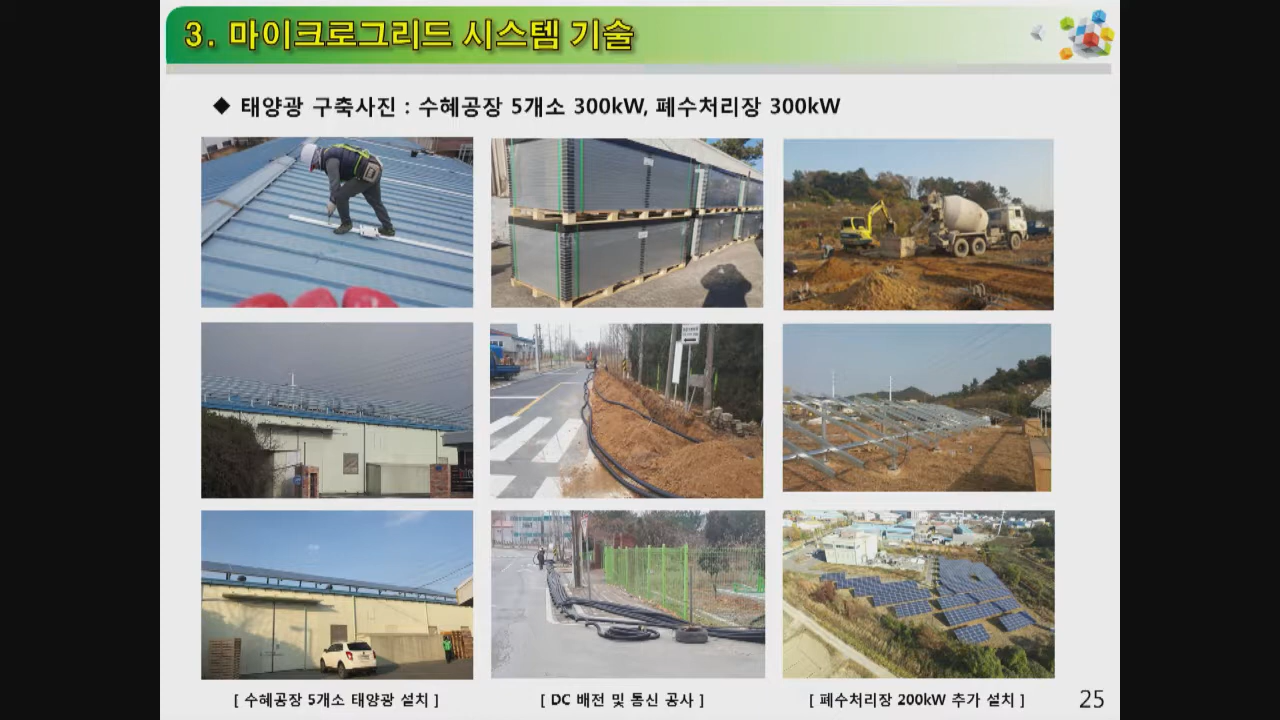 3. 마이크로그리드 시스템 기술
◆ 태양광 구축사진 : 수혜공장 5개소 300kW, 폐수처리장 300kW
[ 수혜공장 5개소 태양광 설치 ]
[ DC 배전 및 통신 공사 ]
[ 폐수처리장 200kW 추가 설치 ]
25